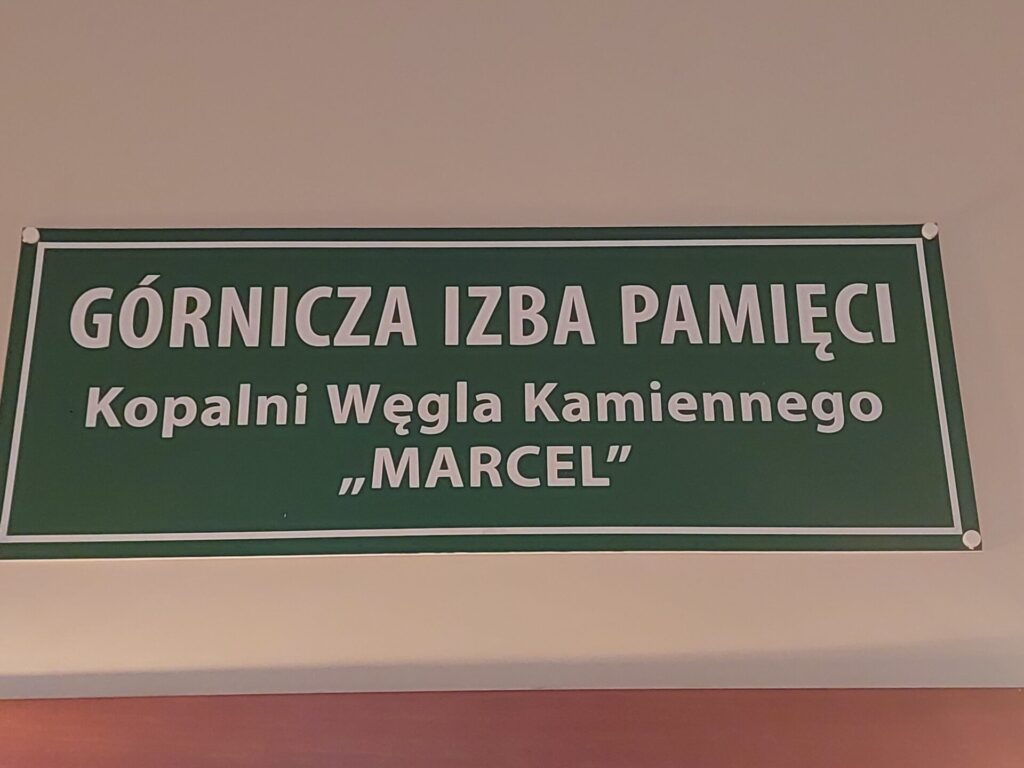 GÓRNICZA IZBA PAMIĘCI
Kopalni Węgla Kamiennego
„MARCEL”